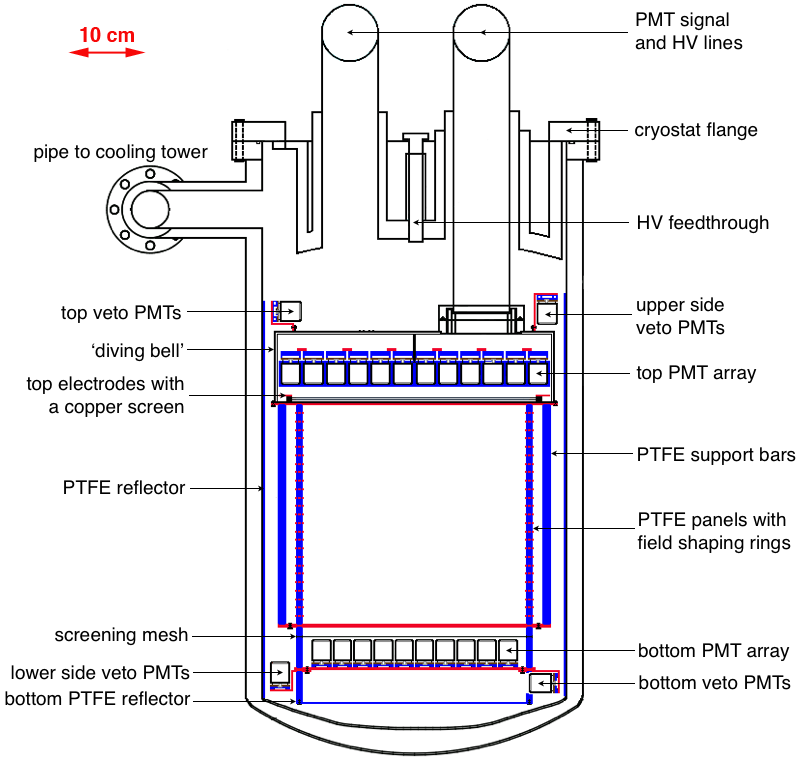 10 cm
PMT signal
and HV lines
cryostat flange
pipe to cooling tower
HV feedthrough
top veto PMTs
upper side
veto PMTs
‘diving bell’
top PMT array
top electrodes with
a copper screen
PTFE support bars
PTFE reflector
PTFE panels with
field shaping rings
screening mesh
bottom PMT array
lower side veto PMTs
bottom veto PMTs
bottom PTFE reflector